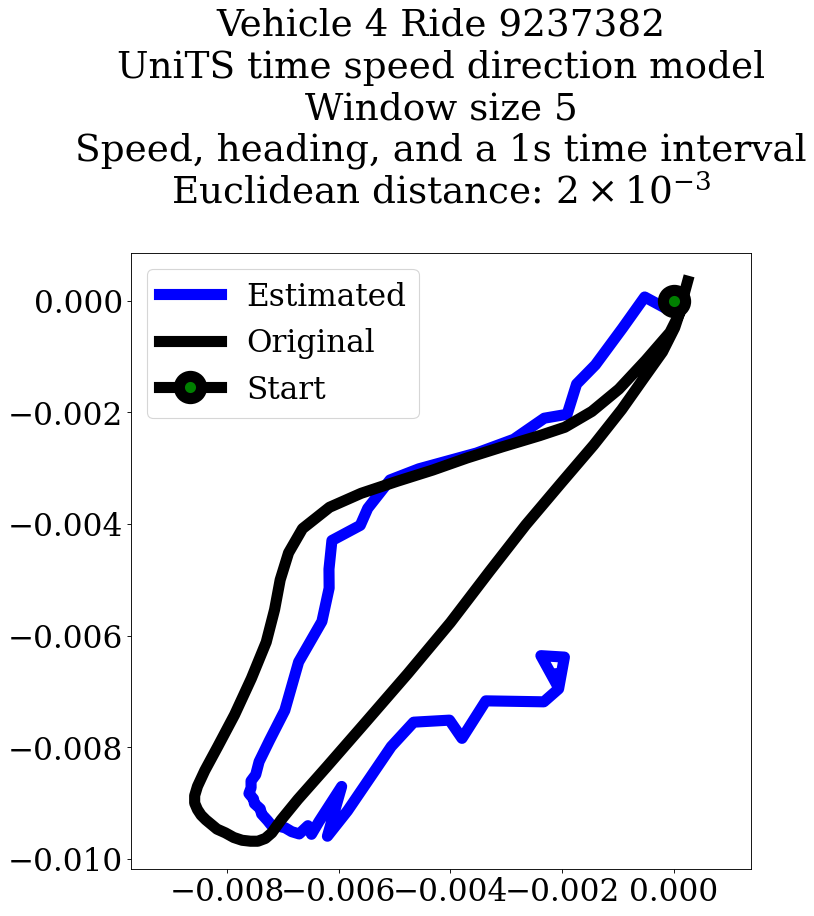 Vehicle 4 Ride 9237382
UniTS time speed direction model
Window size 5
Speed, heading, and a 1s time interval
Euclidean distance: 2 × 10⁻³
Estimated
Original
Start
0.000
−0.002
−0.004
−0.006
−0.008
−0.010
−0.008−0.006−0.004−0.002 0.000